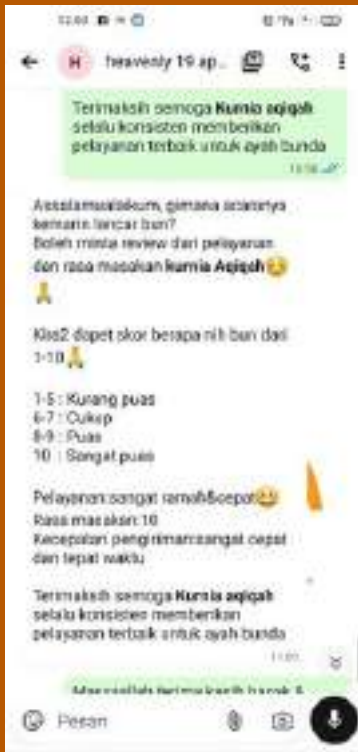 heavenly 19 ap..
Terimaksih semoga Kurnia aqiqah
selalu konsisten memberikan
pelayanan terbaik untuk ayah bunda
Assalamualaikum, gimana acaranya
kemarin lancar bun?
Boleh minta review dari pelayanan
dan rasa masakan kurnia Aqiqah
Kira2 dapet skor berapa nih bun dari
1-10
1-5 : Kurang puas
6-7 : Cukup
8-9 : Puas
10 : Sangat puas
Pelayanan sangat ramah&cepat
Rasa masakan 10
Kecepatan pengiriman sangat cepat
dan tepat waktu
Terimaksih semoga Kurnia aqiqah
selalu konsisten memberikan
pelayanan terbaik untuk ayah bunda
Pesan